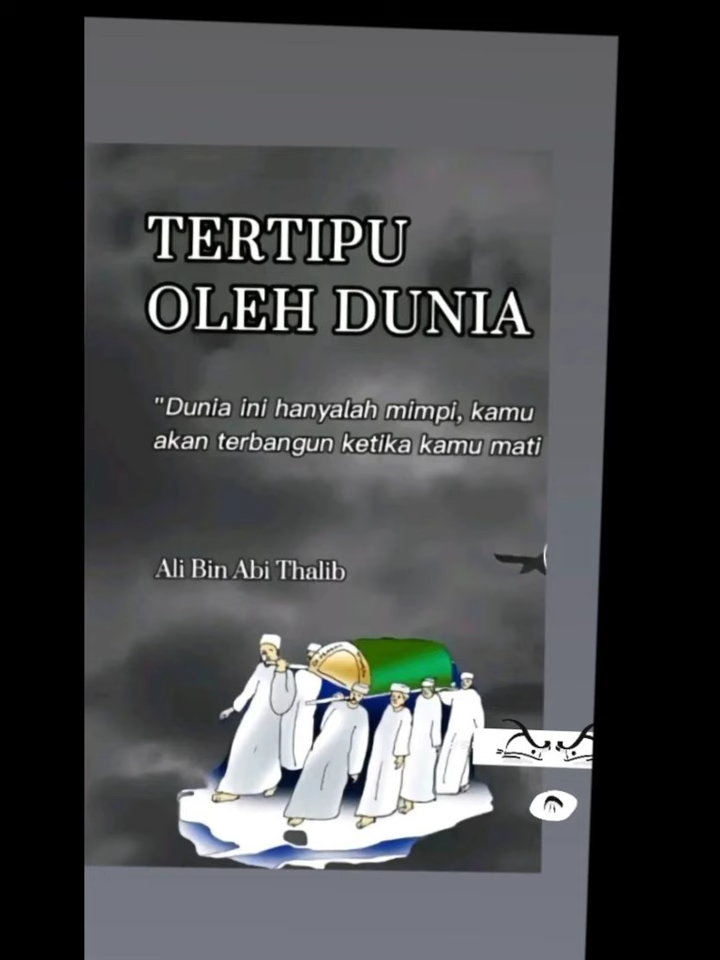 TERTIPU
OLEH DUNIA
"Dunia ini hanyalah mimpi, kamu
akan terbangun ketika kamu mati
Ali Bin Abi Thalib